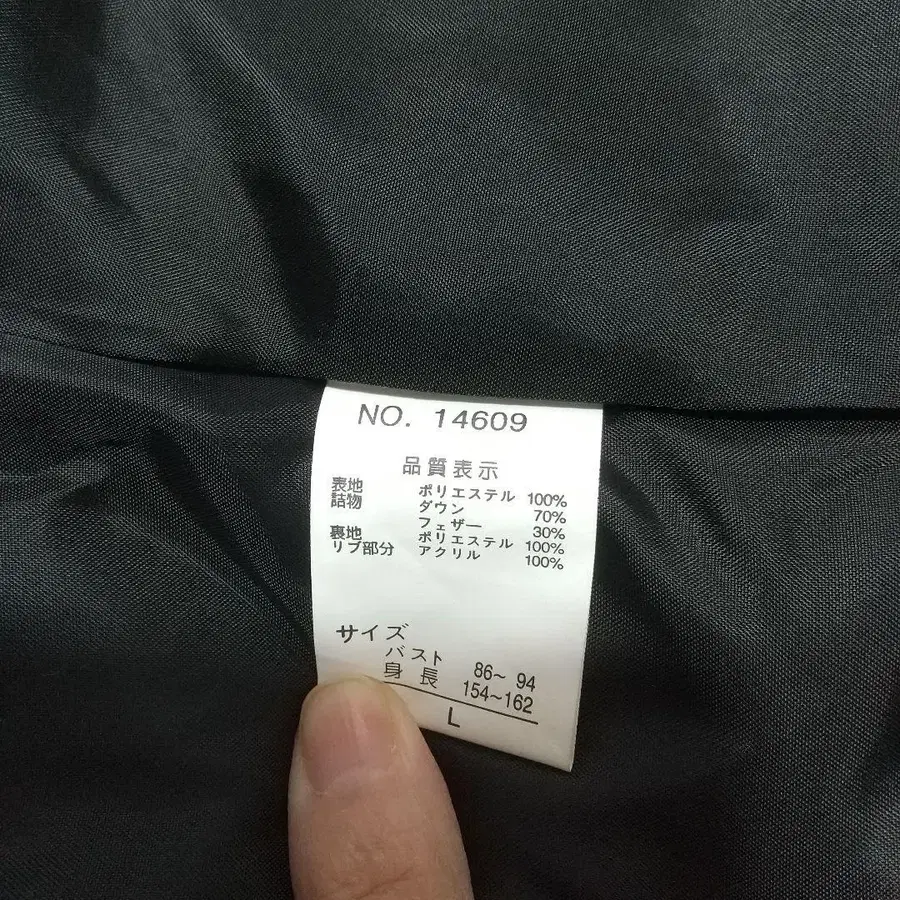 NO. 14609
品質表示
表地 ポリエステル 100%
詰物 ダウン 70%
フェザー 30%
裏地 ポリエステル 100%
リブ部分 アクリル 100%
サイズ
バスト 86~ 94
身長 154~162
L